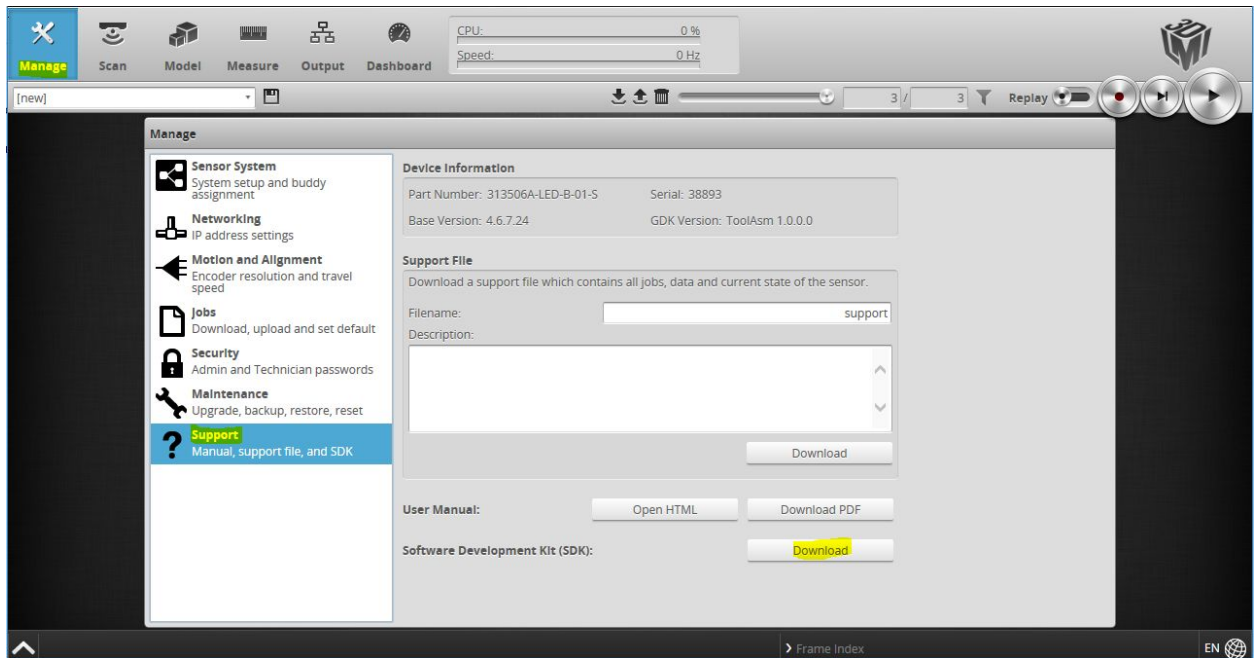 CPU: 0 %
Speed: 0 Hz
Manage Scan Model Measure Output Dashboard
[new] 3 / 3 Replay
Manage
Sensor System
System setup and buddy
assignment
Networking
IP address settings
Motion and Alignment
Encoder resolution and travel
speed
Jobs
Download, upload and set default
Security
Admin and Technician passwords
Maintenance
Upgrade, backup, restore, reset
Support
Manual, support file, and SDK
Device Information
Part Number: 313506A-LED-B-01-S Serial: 38893
Base Version: 4.6.7.24 GDK Version: ToolAsm 1.0.0.0
Support File
Download a support file which contains all jobs, data and current state of the sensor.
Filename: support
Description:
Download
User Manual: Open HTML Download PDF
Software Development Kit (SDK): Download
Frame Index EN